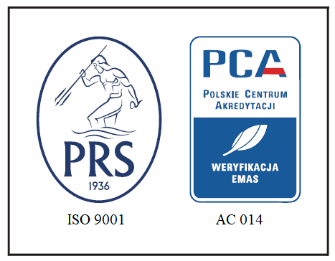 PRS
1936
ISO 9001
PCA
POLSKIE CENTRUM
AKREDYTACJI
WERYFIKACJA
EMAS
AC 014